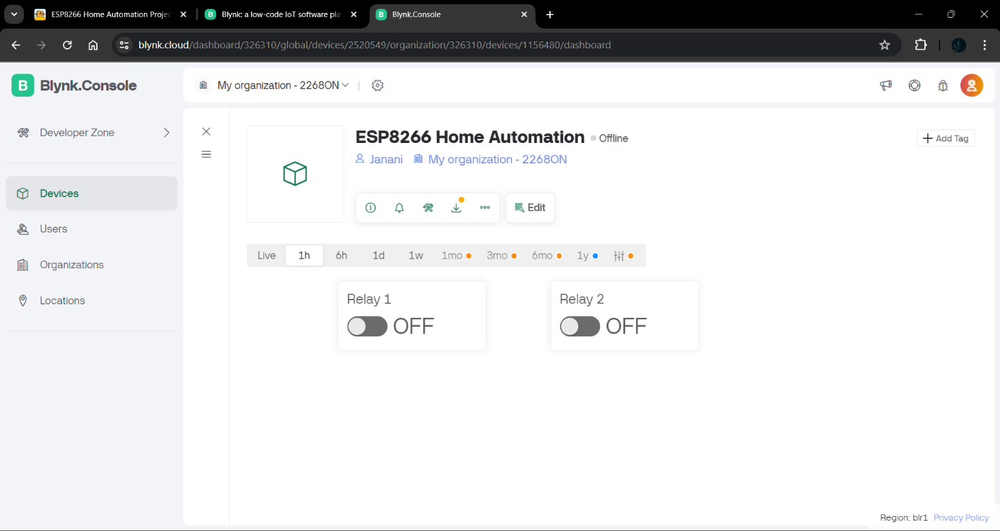 ESP8266 Home Automation Projec
Blynk: a low-code IoT software pla
Blynk.Console
blynk.cloud/dashboard/326310/global/devices/2520549/organization/326310/devices/1156480/dashboard
B Blynk.Console
My organization - 2268ON
Developer Zone
Devices
Users
Organizations
Locations
ESP8266 Home Automation Offline
Janani My organization - 2268ON
Add Tag
Edit
Live 1h 6h 1d 1w 1mo 3mo 6mo 1y
Relay 1 Relay 2
OFF OFF
Region: blr1 Privacy Policy